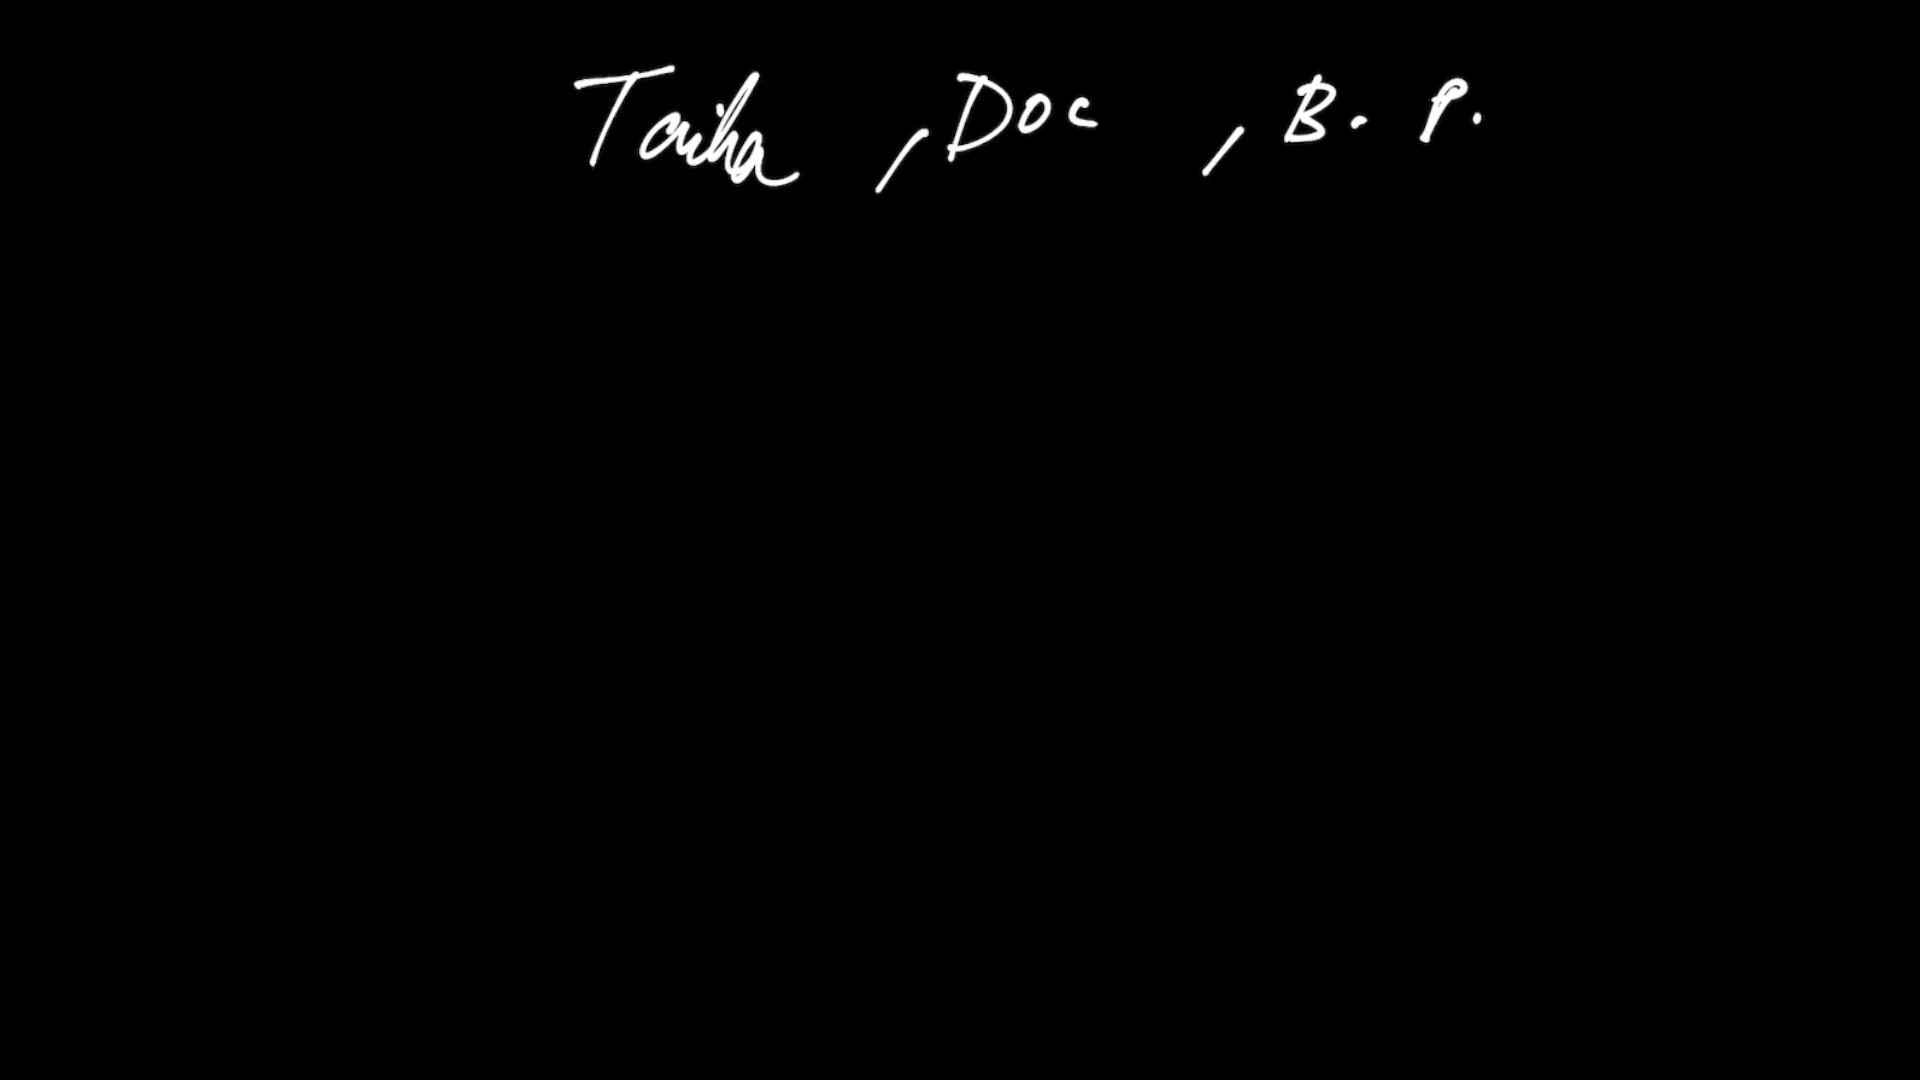 Taiha , Doc , B. P.